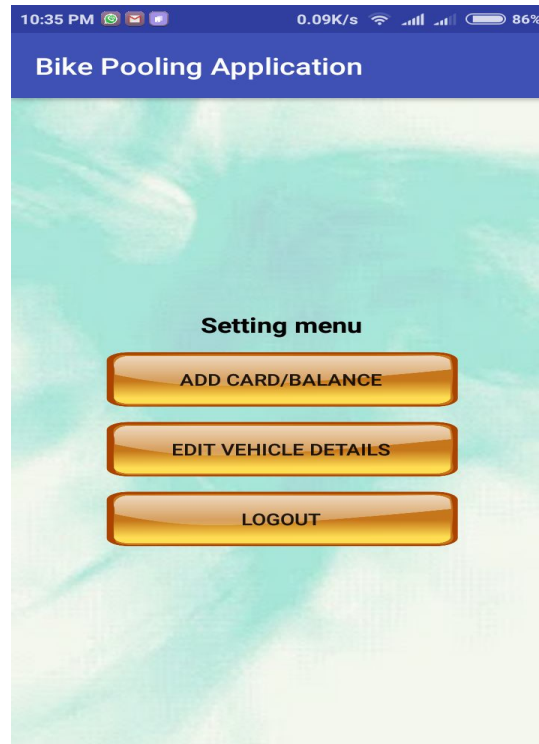 10:35 PM 0.09K/s 86%
Bike Pooling Application
Setting menu
ADD CARD/BALANCE
EDIT VEHICLE DETAILS
LOGOUT